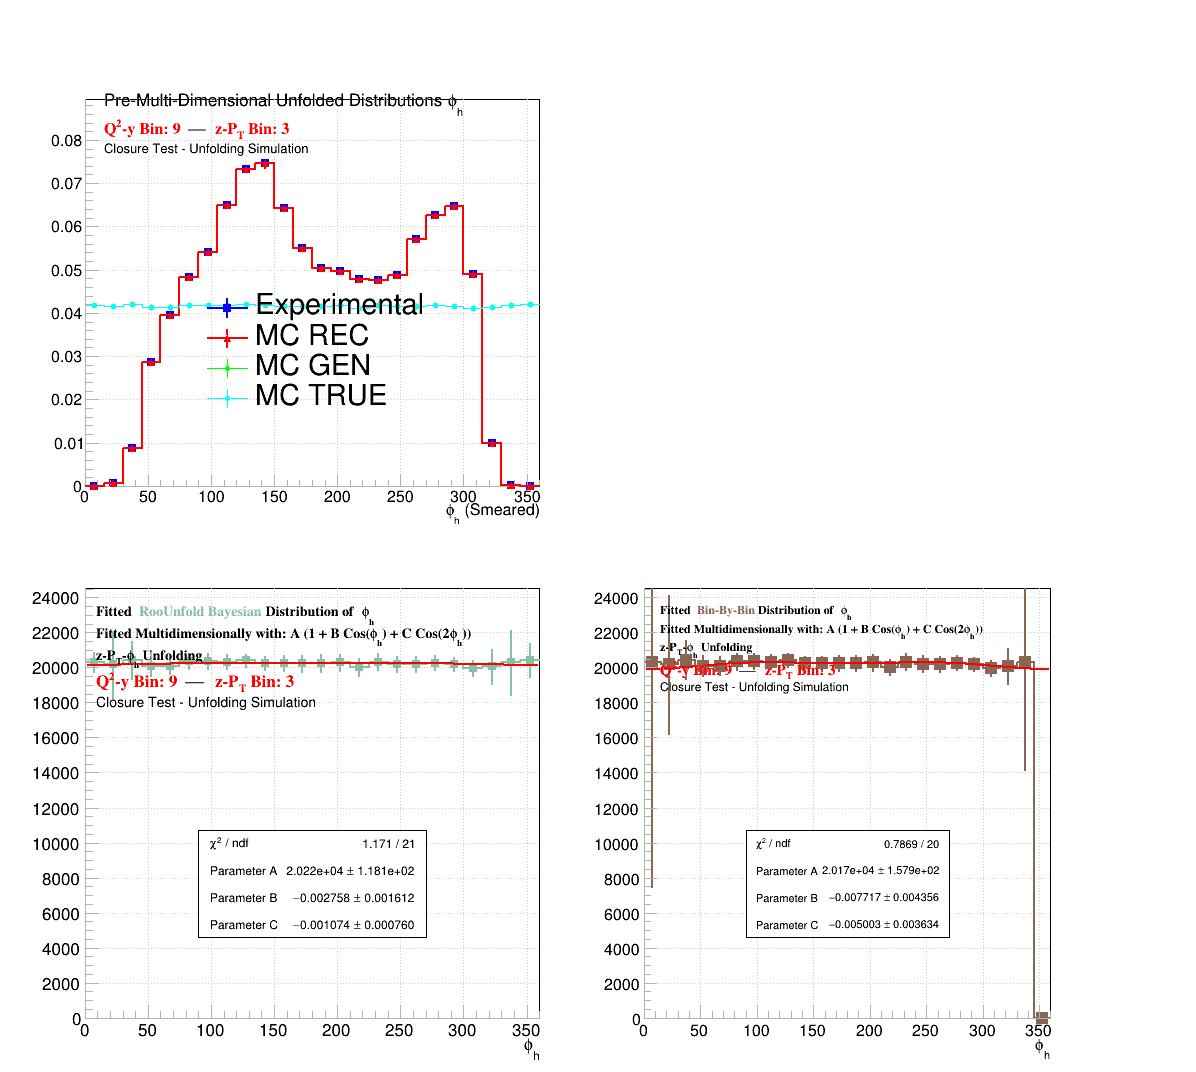 Pre-Multi-Dimensional Unfolded Distributions ϕh
Q²-y Bin: 9 — z-PT Bin: 3
Closure Test - Unfolding Simulation
0.08
0.07
0.06
0.05
0.04
0.03
0.02
0.01
0
Experimental
MC REC
MC GEN
MC TRUE
0 50 100 150 200 250 300 350
ϕh (Smeared)
24000
22000
20000
18000
16000
14000
12000
10000
8000
6000
4000
2000
0
Fitted RooUnfold Bayesian Distribution of ϕh
Fitted Multidimensionally with: A (1 + B Cos(ϕh) + C Cos(2ϕh))
z-PT-ϕh Unfolding
Q²-y Bin: 9 — z-PT Bin: 3
Closure Test - Unfolding Simulation
χ² / ndf 1.171 / 21
Parameter A 2.022e+04 ± 1.181e+02
Parameter B −0.002758 ± 0.001612
Parameter C −0.001074 ± 0.000760
0 50 100 150 200 250 300 350
ϕh
24000
22000
20000
18000
16000
14000
12000
10000
8000
6000
4000
2000
0
Fitted Bin-By-Bin Distribution of ϕh
Fitted Multidimensionally with: A (1 + B Cos(ϕh) + C Cos(2ϕh))
z-PT-ϕh Unfolding
Q²-y Bin: 9 — z-PT Bin: 3
Closure Test - Unfolding Simulation
χ² / ndf 0.7869 / 20
Parameter A 2.017e+04 ± 1.579e+02
Parameter B −0.007717 ± 0.004356
Parameter C −0.005003 ± 0.003634
0 50 100 150 200 250 300 350
ϕh